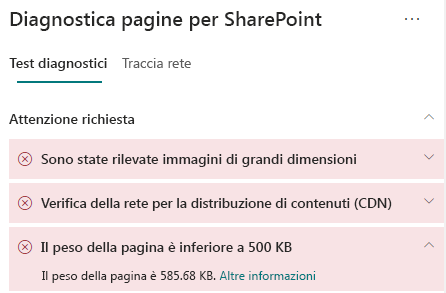 Diagnostica pagine per SharePoint
Test diagnostici Traccia rete
Attenzione richiesta
Sono state rilevate immagini di grandi dimensioni
Verifica della rete per la distribuzione di contenuti (CDN)
Il peso della pagina è inferiore a 500 KB
Il peso della pagina è 585.68 KB. Altre informazioni